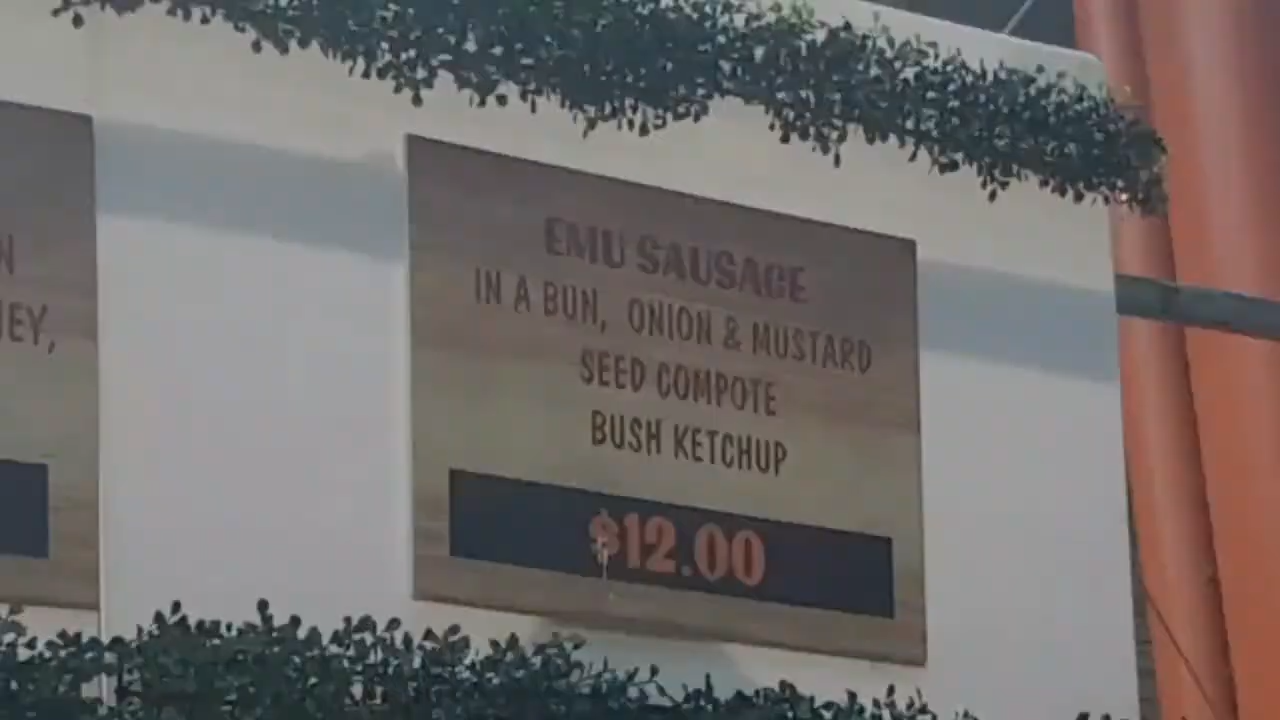 EMU SAUSAGE
IN A BUN, ONION & MUSTARD
SEED COMPOTE
BUSH KETCHUP
$12.00